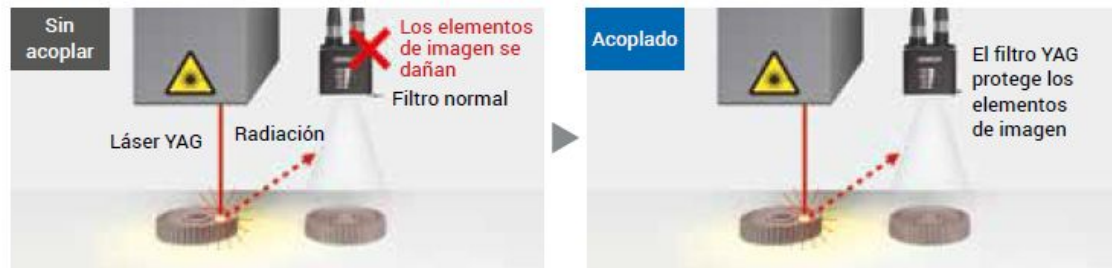 Sin
acoplar
Los elementos
de imagen se
dañan
Filtro normal
Láser YAG
Radiación
Acoplado
El filtro YAG
protege los
elementos
de imagen